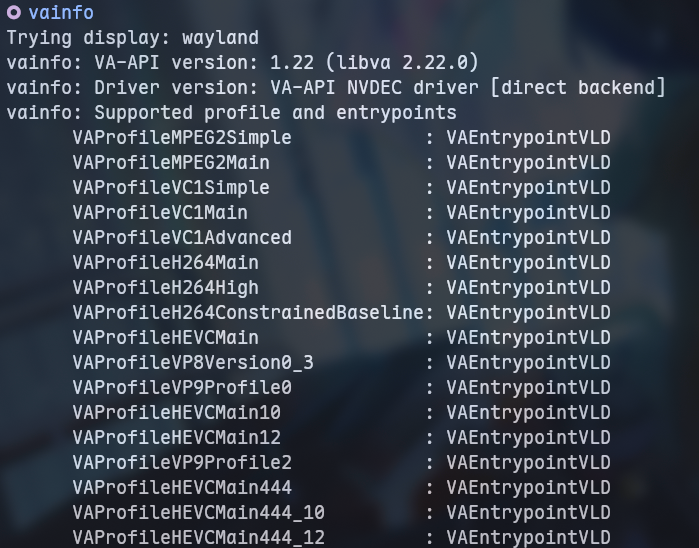 vainfo
Trying display: wayland
vainfo: VA-API version: 1.22 (libva 2.22.0)
vainfo: Driver version: VA-API NVDEC driver [direct backend]
vainfo: Supported profile and entrypoints
VAProfileMPEG2Simple : VAEntrypointVLD
VAProfileMPEG2Main : VAEntrypointVLD
VAProfileVC1Simple : VAEntrypointVLD
VAProfileVC1Main : VAEntrypointVLD
VAProfileVC1Advanced : VAEntrypointVLD
VAProfileH264Main : VAEntrypointVLD
VAProfileH264High : VAEntrypointVLD
VAProfileH264ConstrainedBaseline: VAEntrypointVLD
VAProfileHEVCMain : VAEntrypointVLD
VAProfileVP8Version0_3 : VAEntrypointVLD
VAProfileVP9Profile0 : VAEntrypointVLD
VAProfileHEVCMain10 : VAEntrypointVLD
VAProfileHEVCMain12 : VAEntrypointVLD
VAProfileVP9Profile2 : VAEntrypointVLD
VAProfileHEVCMain444 : VAEntrypointVLD
VAProfileHEVCMain444_10 : VAEntrypointVLD
VAProfileHEVCMain444_12 : VAEntrypointVLD